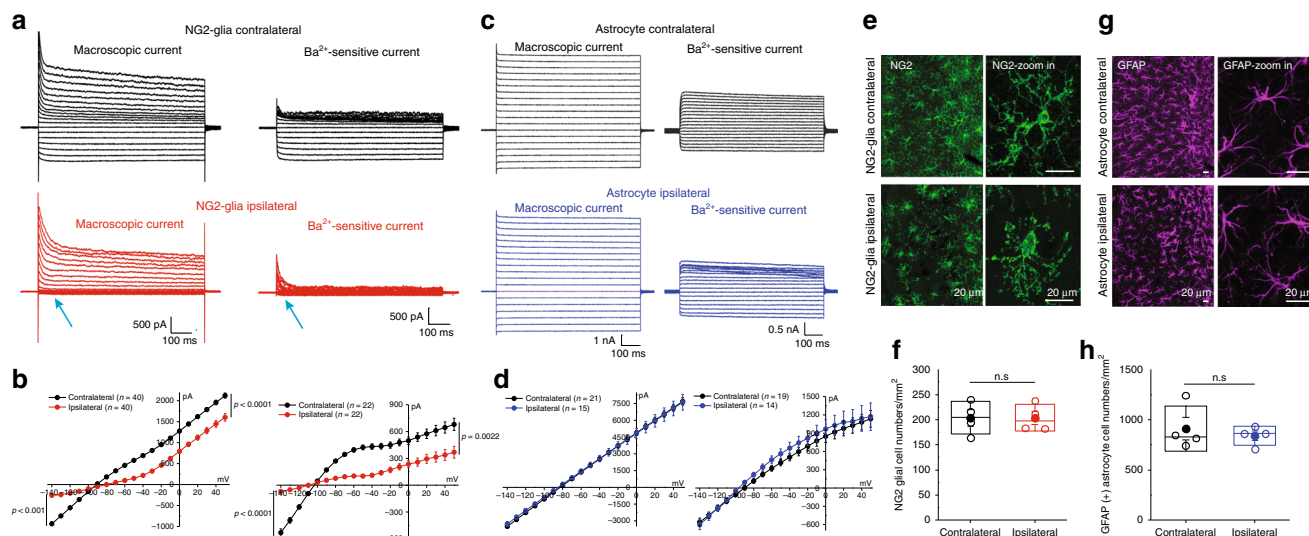 a
NG2-glia contralateral
Macroscopic current
Ba²⁺-sensitive current
NG2-glia ipsilateral
Macroscopic current
Ba²⁺-sensitive current
500 pA
100 ms
500 pA
100 ms
b
Contralateral (n = 40)
Ipsilateral (n = 40)
pA
2000
1000
0
−1000
mV
−140 −120 −100 −80 −60 −40 −20 0 20 40
p < 0.0001
p < 0.001
Contralateral (n = 22)
Ipsilateral (n = 22)
pA
900
600
300
0
−300
mV
−140 −120 −100 −80 −60 −40 −20 0 20 40
p = 0.0022
p < 0.0001
c
Astrocyte contralateral
Macroscopic current
Ba²⁺-sensitive current
Astrocyte ipsilateral
Macroscopic current
Ba²⁺-sensitive current
1 nA
100 ms
0.5 nA
100 ms
d
Contralateral (n = 21)
Ipsilateral (n = 15)
pA
7500
6000
4500
3000
1500
0
−1500
−3000
mV
−140 −120 −100 −80 −60 −40 −20 0 20 40
Contralateral (n = 19)
Ipsilateral (n = 14)
pA
1500
1200
900
600
300
0
−300
−600
mV
−140 −120 −100 −80 −60 −40 −20 0 20 40
e
NG2-glia contralateral
NG2
NG2-zoom in
NG2-glia ipsilateral
20 μm
20 μm
f
NG2 glial cell numbers/mm²
300
250
200
150
100
50
0
n.s
Contralateral
Ipsilateral
g
Astrocyte contralateral
GFAP
GFAP-zoom in
Astrocyte ipsilateral
20 μm
20 μm
h
GFAP (+) astrocyte cell numbers/mm²
1500
1000
500
0
n.s
Contralateral
Ipsilateral